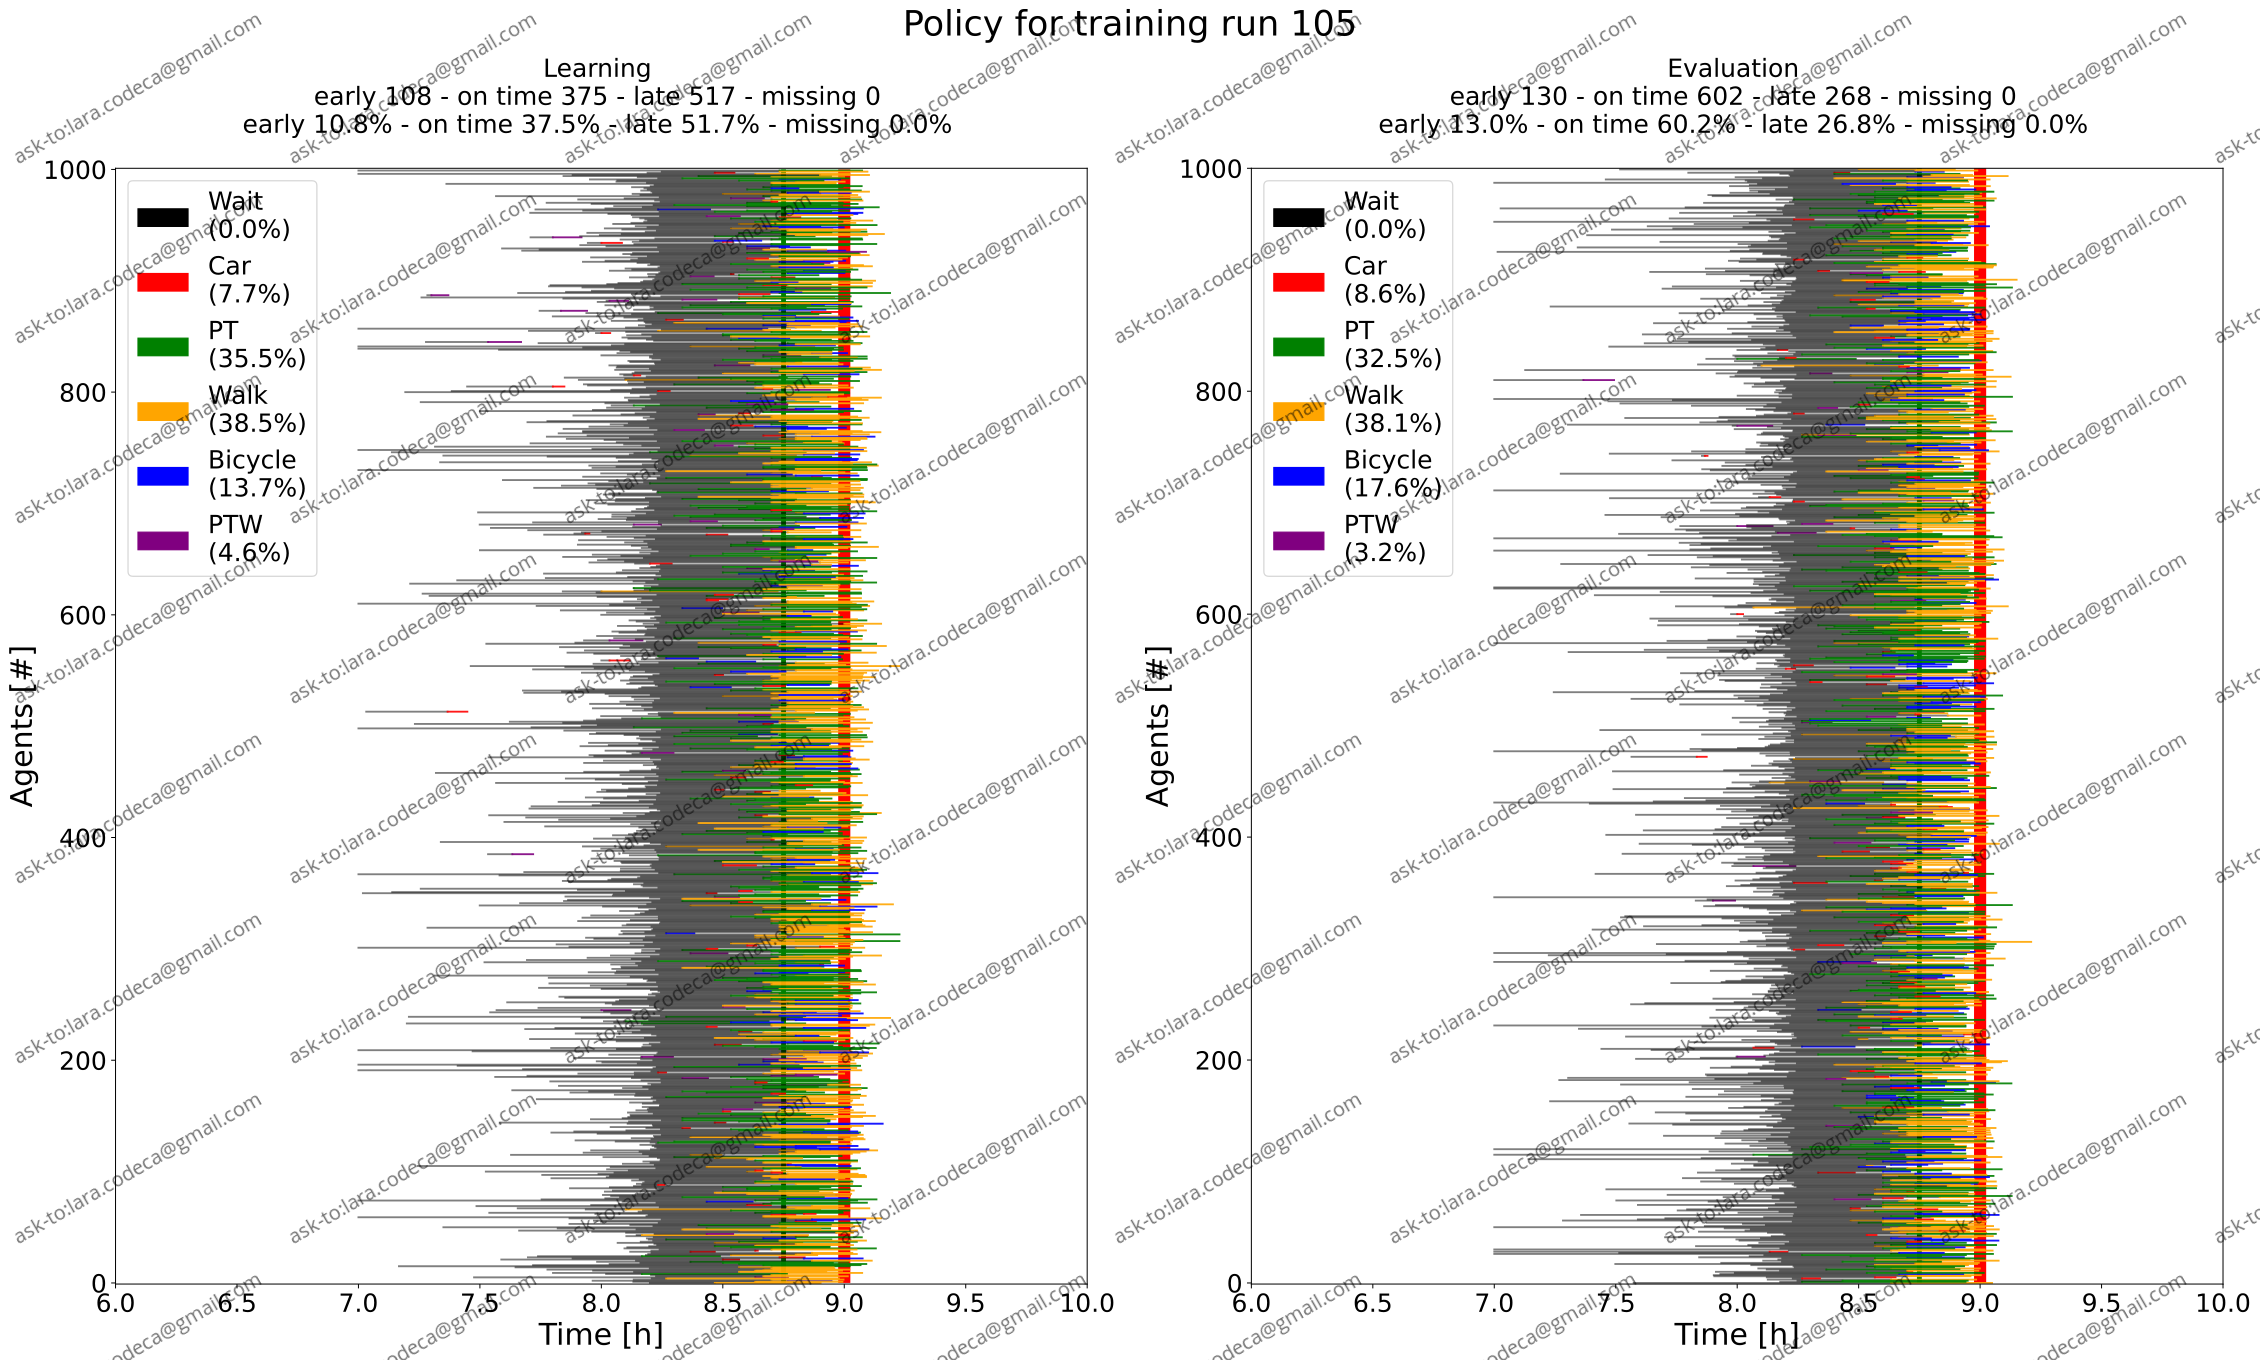 Policy for training run 105
Learning
early 108 - on time 375 - late 517 - missing 0
early 10.8% - on time 37.5% - late 51.7% - missing 0.0%
Wait
(0.0%)
Car
(7.7%)
PT
(35.5%)
Walk
(38.5%)
Bicycle
(13.7%)
PTW
(4.6%)
Agents [#]
1000
800
600
400
200
0
6.0 6.5 7.0 7.5 8.0 8.5 9.0 9.5 10.0
Time [h]
Evaluation
early 130 - on time 602 - late 268 - missing 0
early 13.0% - on time 60.2% - late 26.8% - missing 0.0%
Wait
(0.0%)
Car
(8.6%)
PT
(32.5%)
Walk
(38.1%)
Bicycle
(17.6%)
PTW
(3.2%)
Agents [#]
1000
800
600
400
200
0
6.0 6.5 7.0 7.5 8.0 8.5 9.0 9.5 10.0
Time [h]
ask-to:lara.codeca@gmail.com